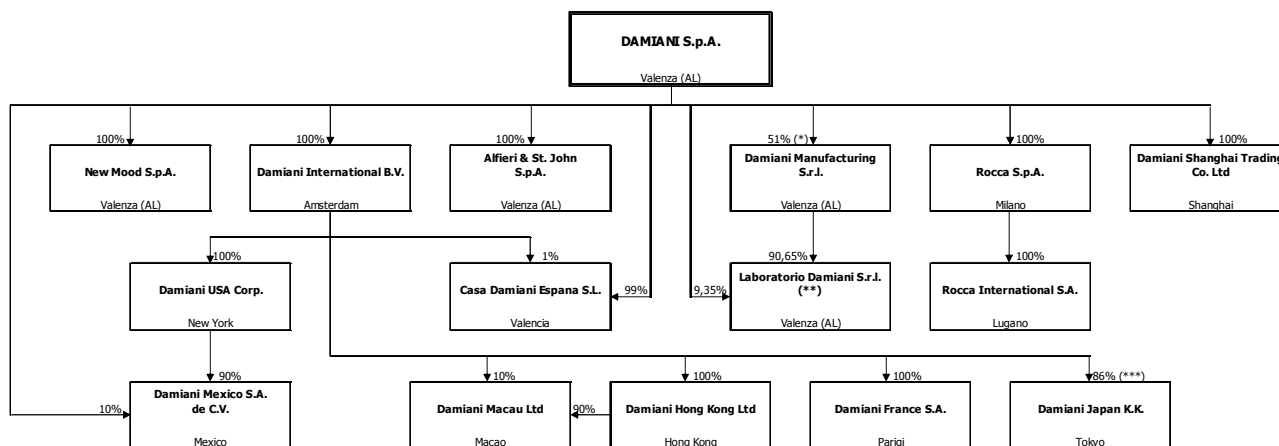 DAMIANI S.p.A.
Valenza (AL)
100%
100%
100%
51% (*)
100%
100%
New Mood S.p.A.
Valenza (AL)
Damiani International B.V.
Amsterdam
Alfieri & St. John
S.p.A.
Valenza (AL)
Damiani Manufacturing
S.r.l.
Valenza (AL)
Rocca S.p.A.
Milano
Damiani Shanghai Trading
Co. Ltd
Shanghai
100%
1%
90,65%
100%
Damiani USA Corp.
New York
Casa Damiani Espana S.L.
Valencia
99%
9,35%
Laboratorio Damiani S.r.l.
(**)
Valenza (AL)
Rocca International S.A.
Lugano
90%
10%
100%
100%
86% (***)
10%
Damiani Mexico S.A.
de C.V.
Mexico
Damiani Macau Ltd
Macao
90%
Damiani Hong Kong Ltd
Hong Kong
Damiani France S.A.
Parigi
Damiani Japan K.K.
Tokyo